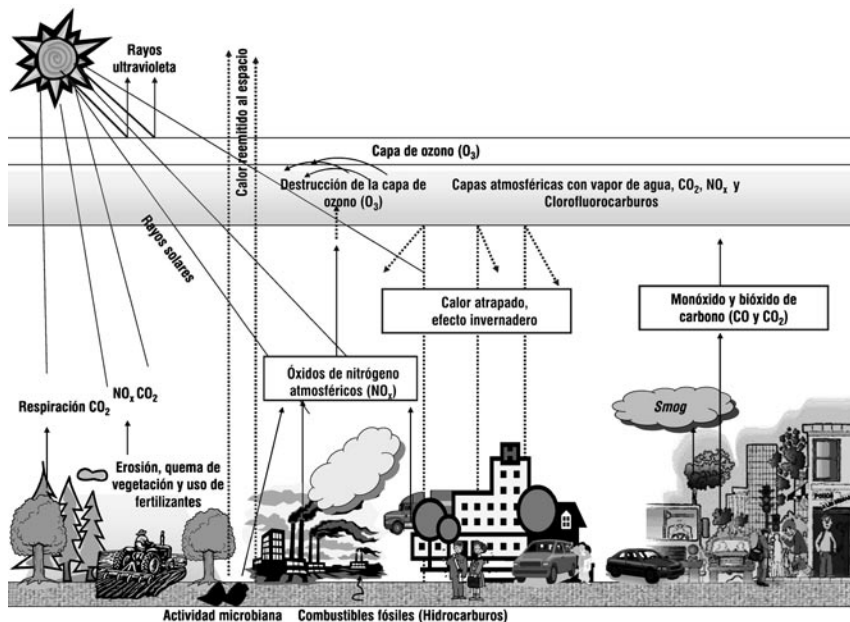 Rayos
ultravioleta
Calor reemitido al espacio
Capa de ozono (O₃)
Destrucción de la capa de
ozono (O₃)
Capas atmosféricas con vapor de agua, CO₂, NOₓ y
Clorofluorocarburos
Rayos solares
Calor atrapado,
efecto invernadero
Monóxido y bióxido de
carbono (CO y CO₂)
Óxidos de nitrógeno
atmosféricos (NOₓ)
Respiración CO₂
NOₓ CO₂
Smog
Erosión, quema de
vegetación y uso de
fertilizantes
H
Actividad microbiana
Combustibles fósiles (Hidrocarburos)